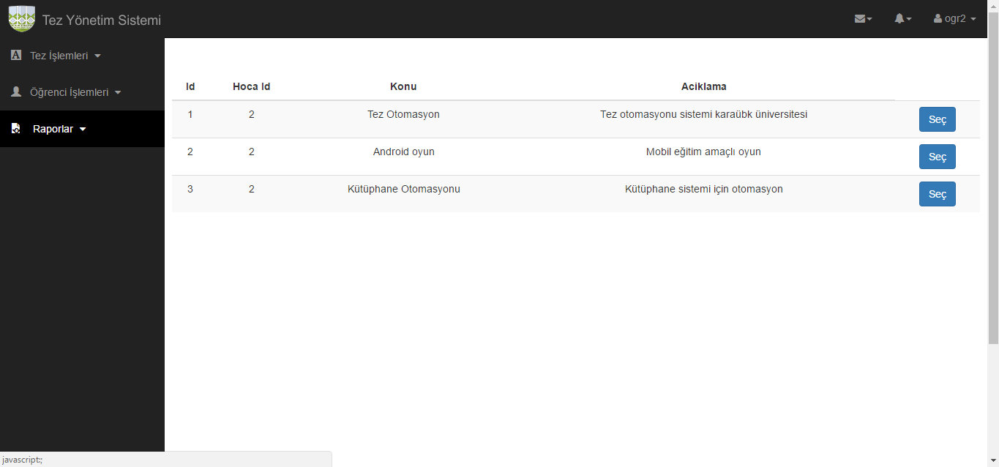 Tez Yönetim Sistemi
ogr2
Tez İşlemleri
Öğrenci İşlemleri
Raporlar
Id Hoca Id Konu Aciklama
1 2 Tez Otomasyon Tez otomasyonu sistemi karaübk üniversitesi Seç
2 2 Android oyun Mobil eğitim amaçlı oyun Seç
3 2 Kütüphane Otomasyonu Kütüphane sistemi için otomasyon Seç
javascript:;